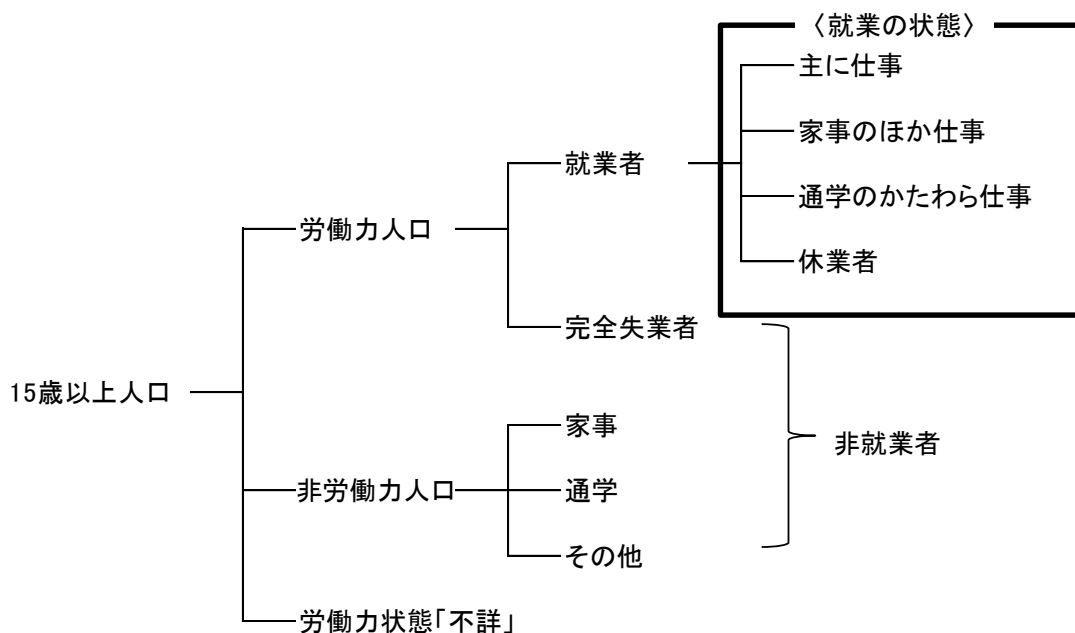 〈就業の状態〉
主に仕事
家事のほか仕事
就業者
通学のかたわら仕事
労働力人口
休業者
完全失業者
15歳以上人口
家事
非就業者
非労働力人口
通学
その他
労働力状態「不詳」